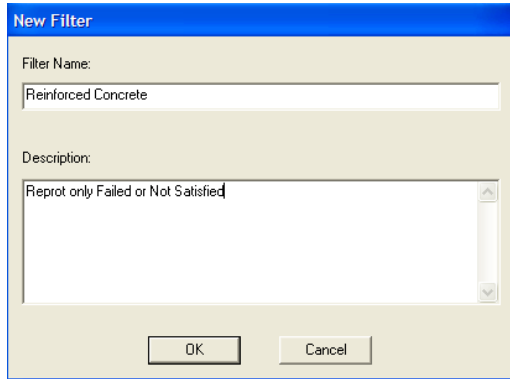 New Filter
Filter Name:
Reinforced Concrete
Description:
Reprot only Failed or Not Satisfied
OK
Cancel